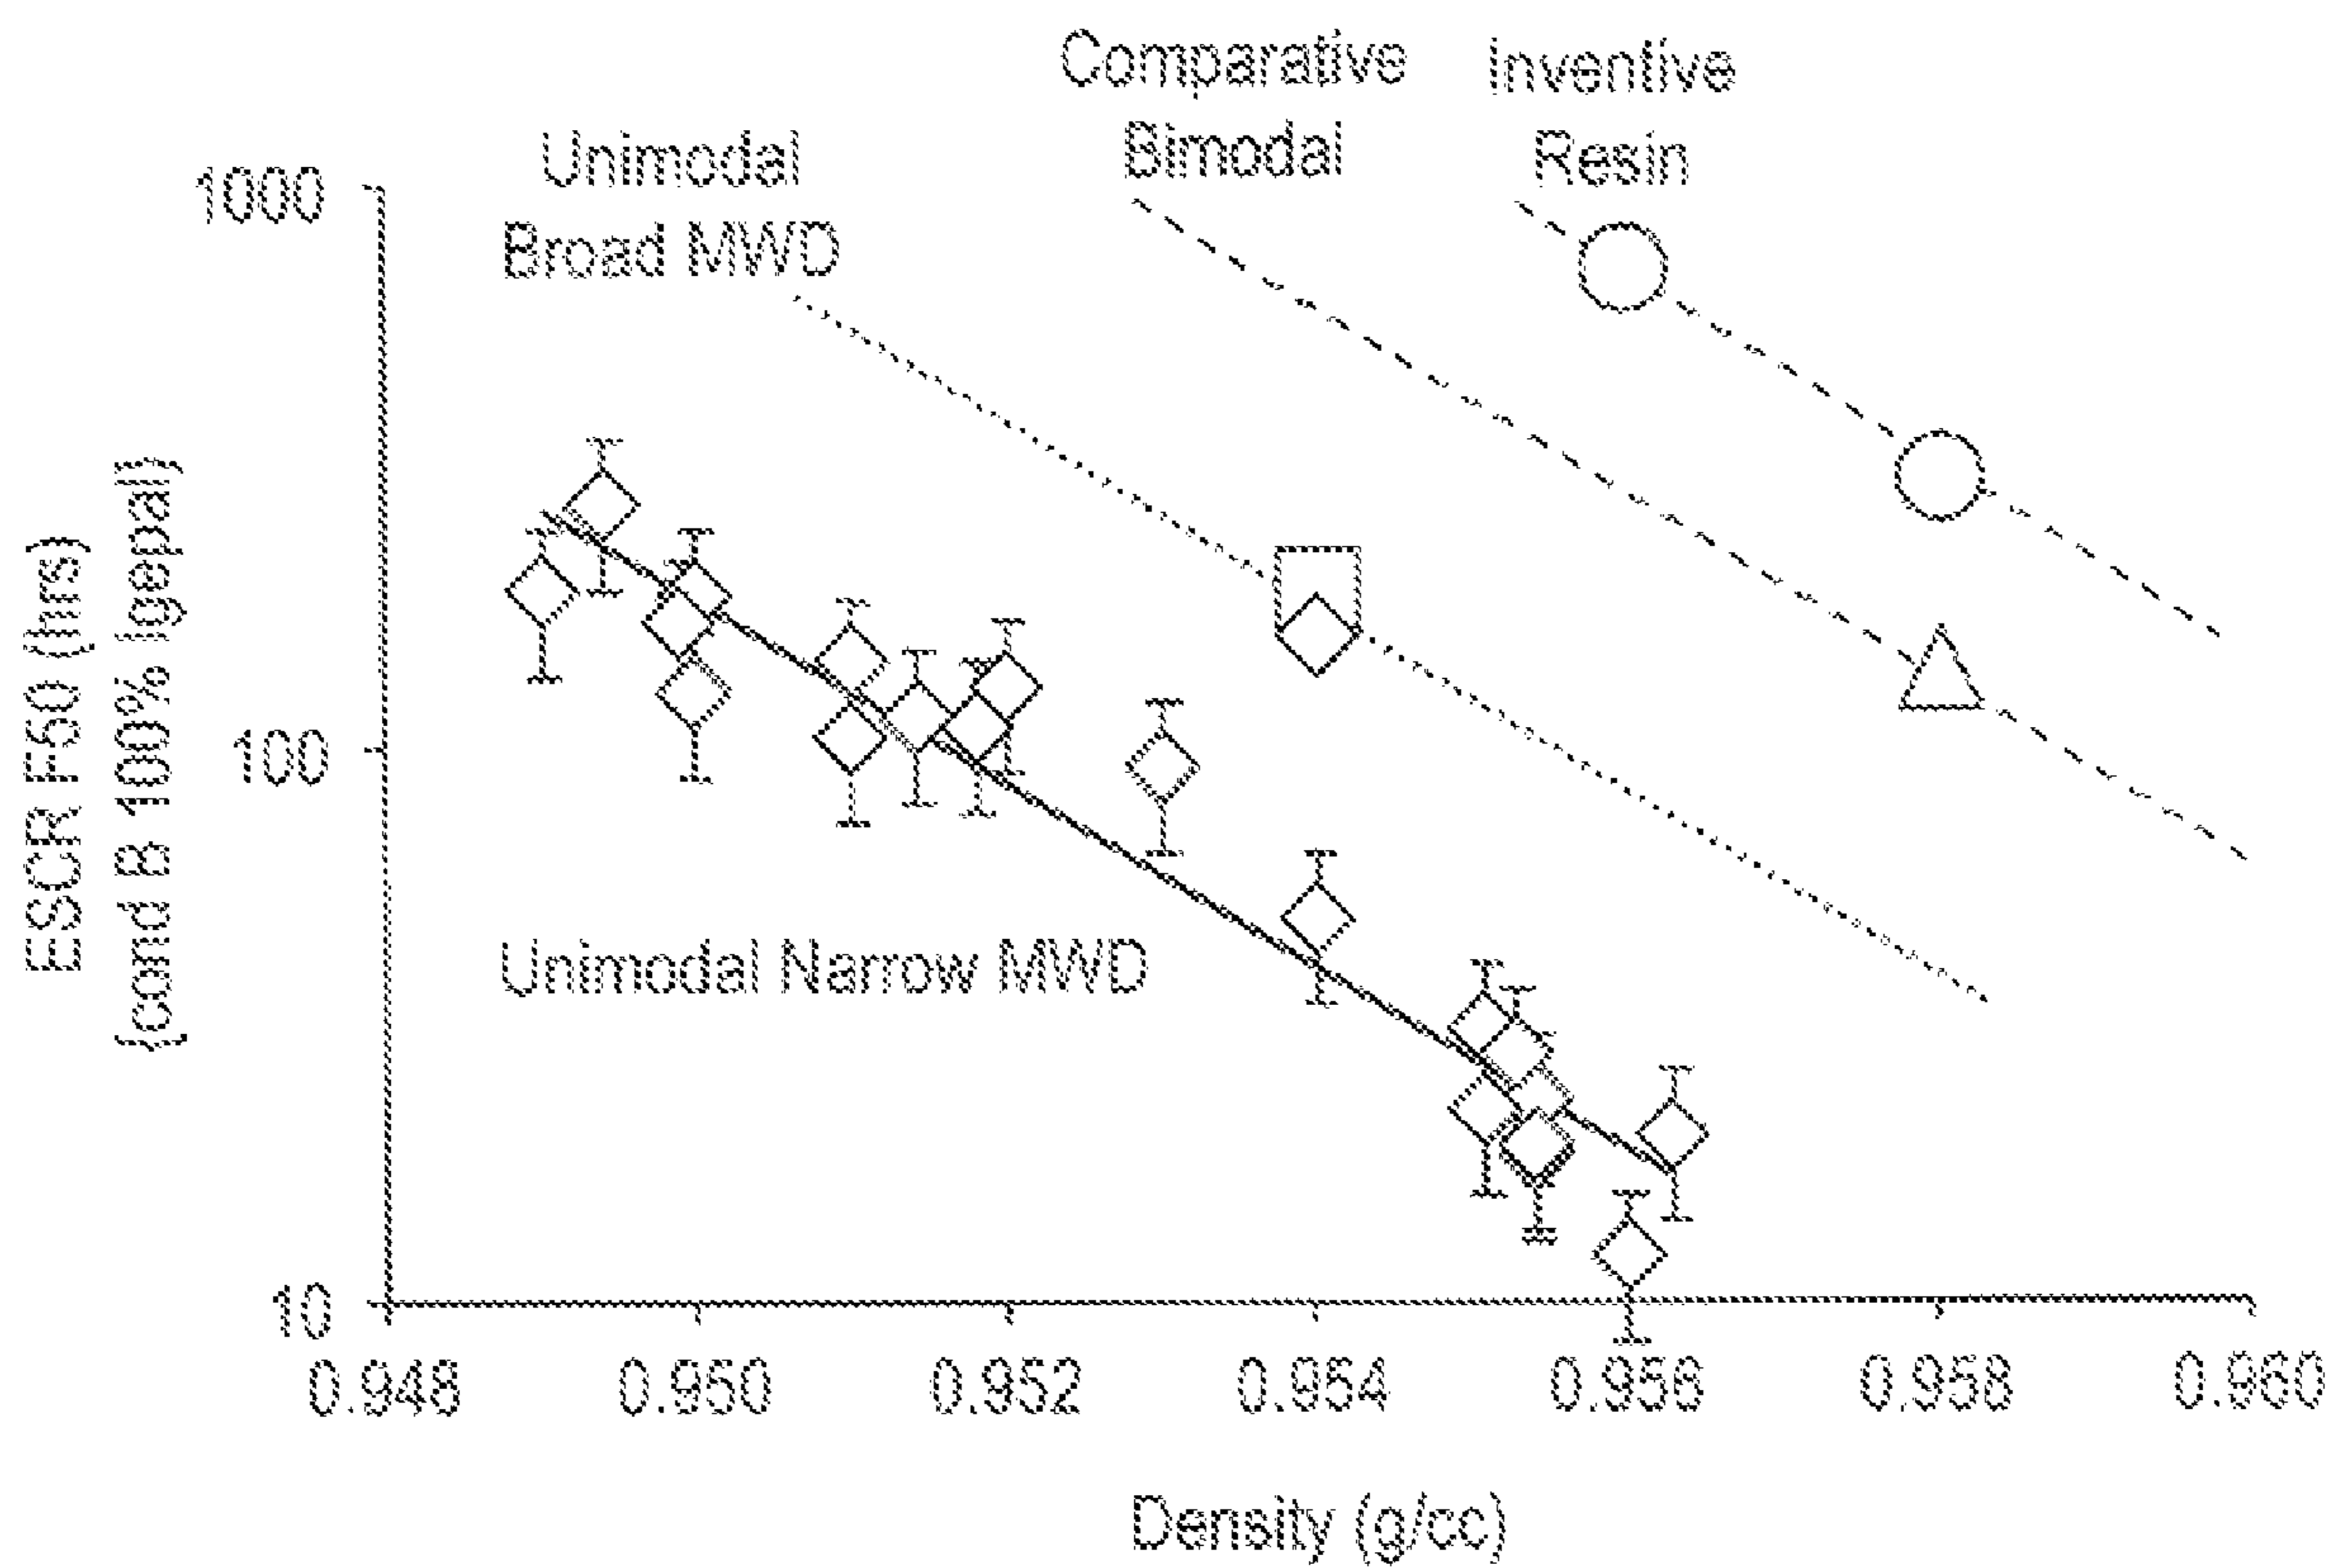 Comparative
Bimodal
Inventive
Resin
Unimodal
Broad MWD
1000
100
10
ESCR F50 (hrs)
(cond B 100% igepal)
Unimodal Narrow MWD
0.948
0.950
0.952
0.954
0.956
0.958
0.960
Density (g/cc)